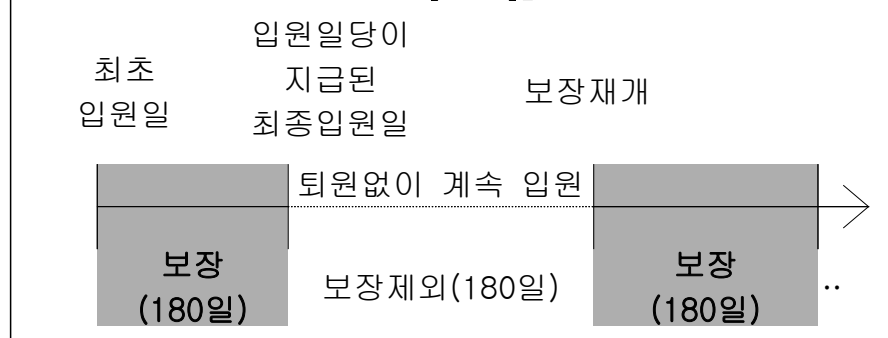 최초
입원일
입원일당이
지급된
최종입원일
보장재개
퇴원없이 계속 입원
보장
(180일)
보장제외(180일)
보장
(180일)
..